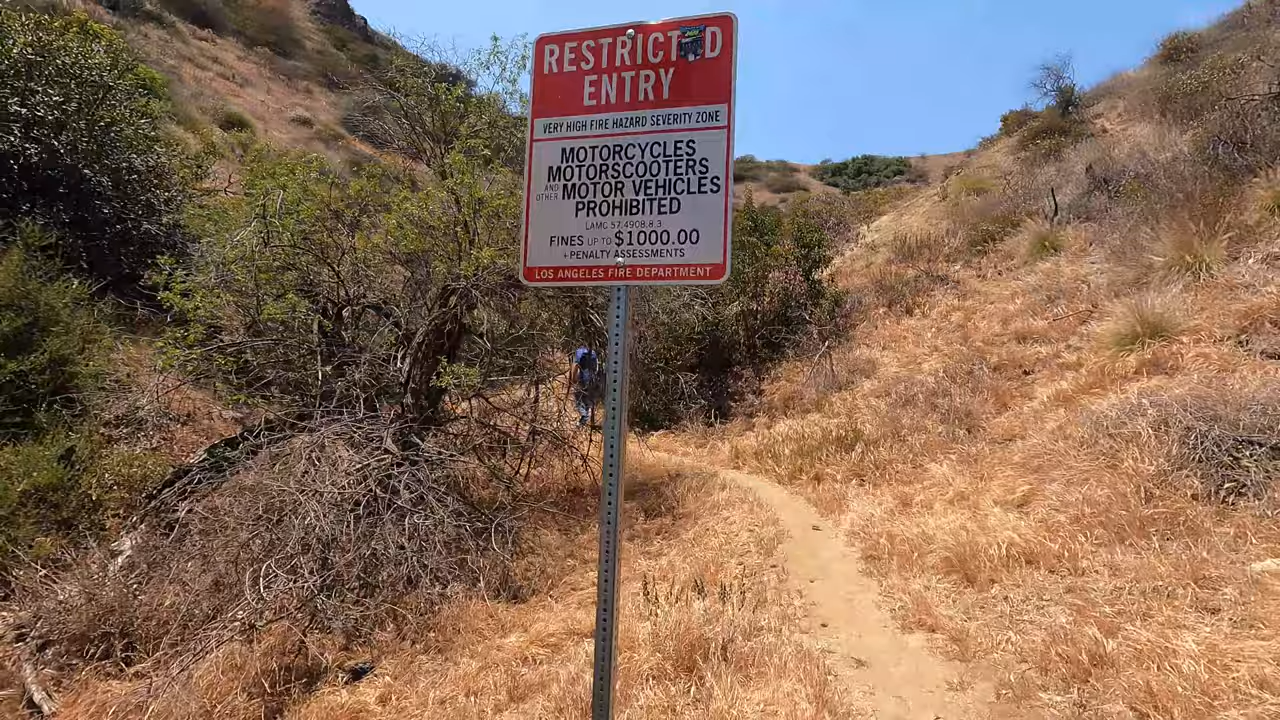 RESTRICTED
ENTRY
VERY HIGH FIRE HAZARD SEVERITY ZONE
MOTORCYCLES
MOTORSCOOTERS
AND OTHER MOTOR VEHICLES
PROHIBITED
LAMC 57.4908.8.3
FINES UP TO $1000.00
+ PENALTY ASSESSMENTS
LOS ANGELES FIRE DEPARTMENT